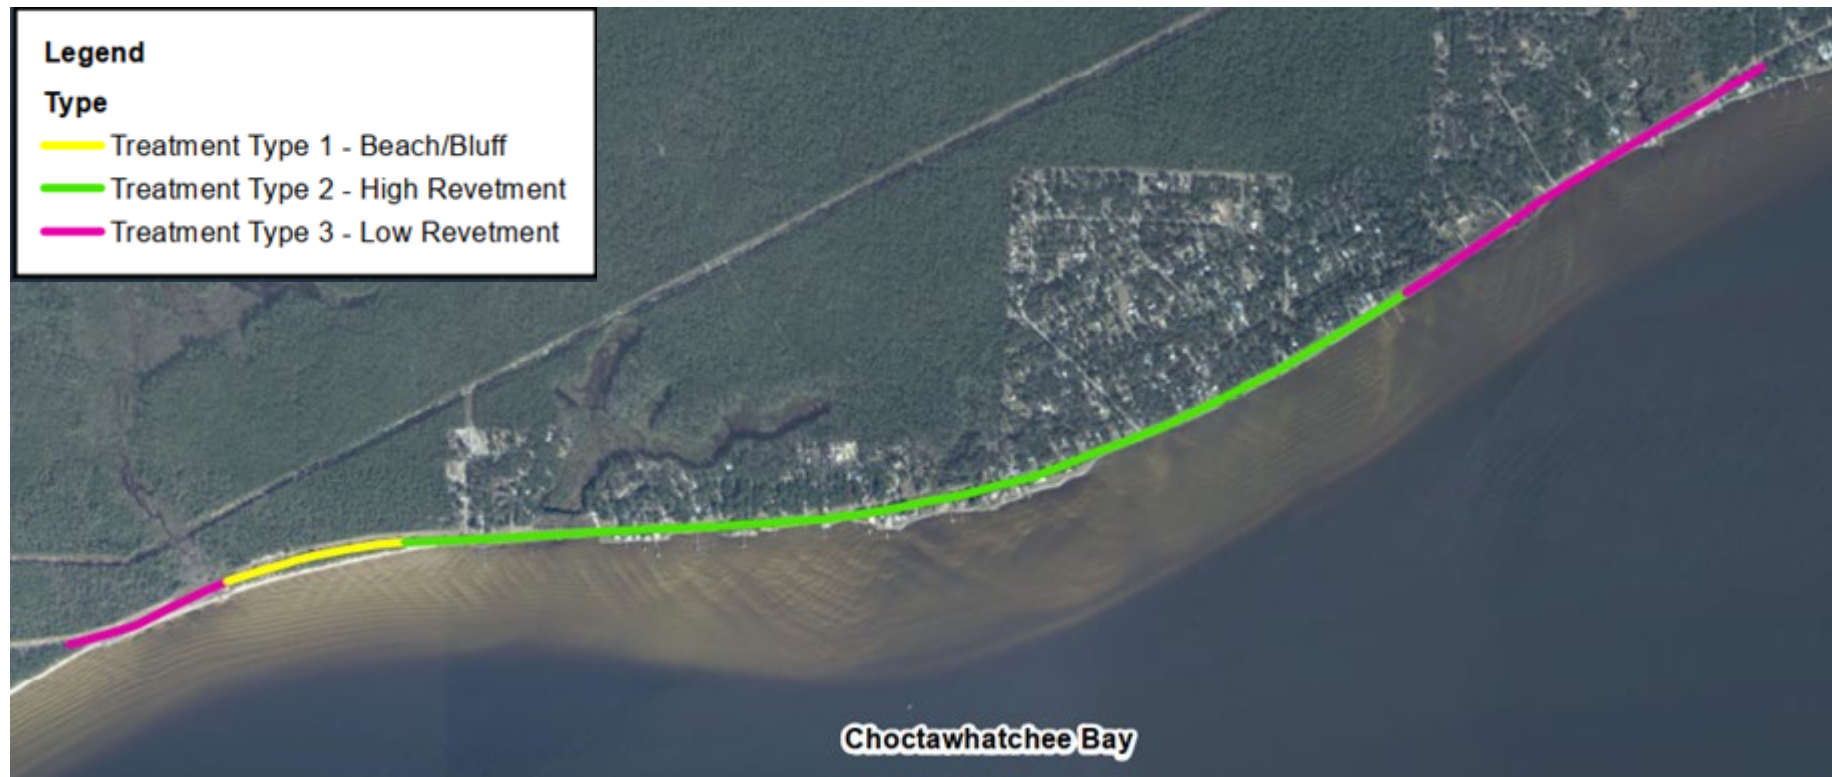 Legend
Type
Treatment Type 1 - Beach/Bluff
Treatment Type 2 - High Revetment
Treatment Type 3 - Low Revetment
Choctawhatchee Bay